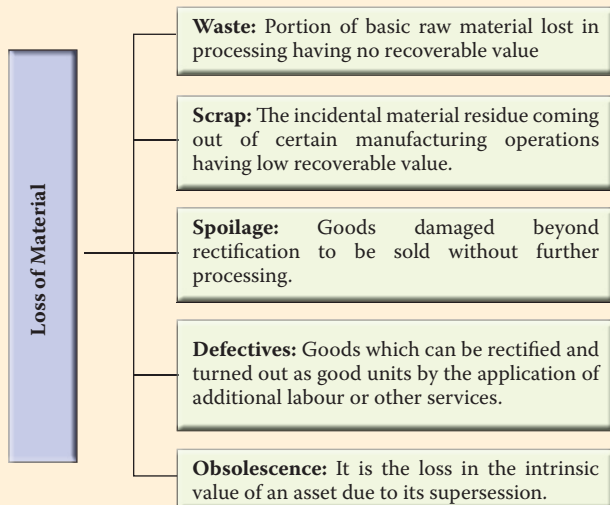 Loss of Material
Waste: Portion of basic raw material lost in
processing having no recoverable value
Scrap: The incidental material residue coming
out of certain manufacturing operations
having low recoverable value.
Spoilage: Goods damaged beyond
rectification to be sold without further
processing.
Defectives: Goods which can be rectified and
turned out as good units by the application of
additional labour or other services.
Obsolescence: It is the loss in the intrinsic
value of an asset due to its supersession.